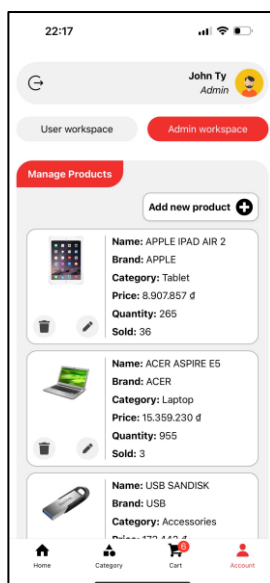 22:17
John Ty
Admin
User workspace
Admin workspace
Manage Products
Add new product
Name: APPLE IPAD AIR 2
Brand: APPLE
Category: Tablet
Price: 8.907.857 ₫
Quantity: 265
Sold: 36
Name: ACER ASPIRE E5
Brand: ACER
Category: Laptop
Price: 15.359.230 ₫
Quantity: 955
Sold: 3
Name: USB SANDISK
Brand: USB
Category: Accessories
Price: 172.443 ₫
6
Home
Category
Cart
Account